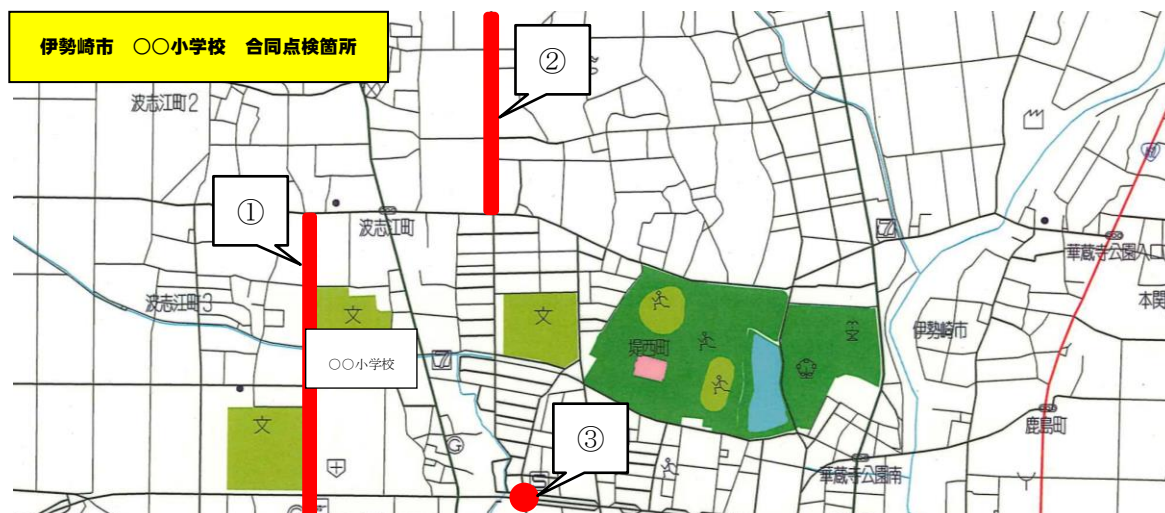 伊勢崎市 ○○小学校 合同点検箇所
②
波志江町2
①
波志江町
華蔵寺公園入口
本関
波志江町3
文
文
伊勢崎市
堤西町
○○小学校
鹿島町
文
③
G
S
華蔵寺公園南